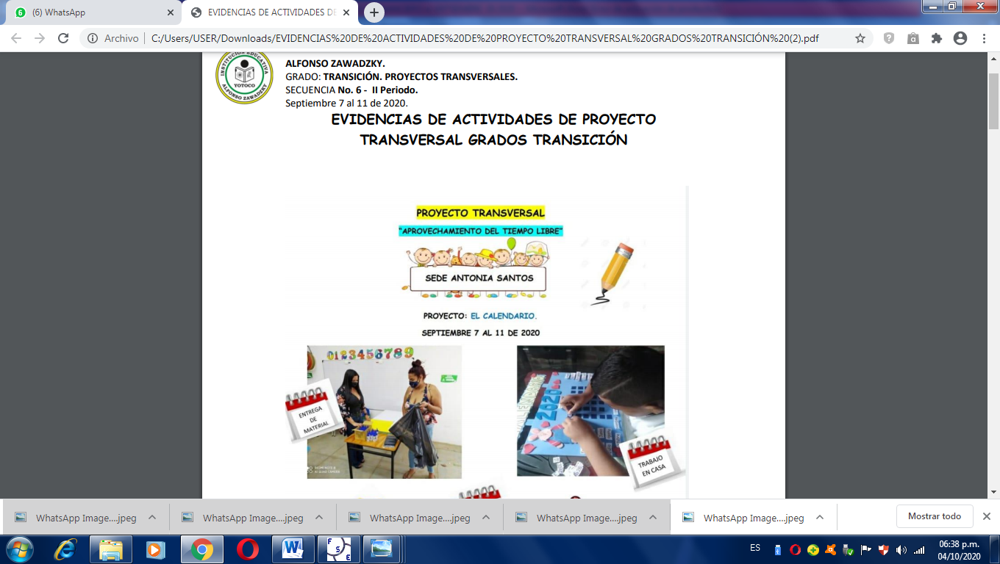 (6) WhatsApp
EVIDENCIAS DE ACTIVIDADES DE
Archivo
C:/Users/USER/Downloads/EVIDENCIAS%20DE%20ACTIVIDADES%20DE%20PROYECTO%20TRANSVERSAL%20GRADOS%20TRANSICIÓN%20(2).pdf
INSTITUCION EDUCATIVA
YOTOCO
ALFONSO ZAWADZKY
ALFONSO ZAWADZKY.
GRADO: TRANSICIÓN. PROYECTOS TRANSVERSALES.
SECUENCIA No. 6 - II Periodo.
Septiembre 7 al 11 de 2020.
EVIDENCIAS DE ACTIVIDADES DE PROYECTO
TRANSVERSAL GRADOS TRANSICIÓN
PROYECTO TRANSVERSAL
"APROVECHAMIENTO DEL TIEMPO LIBRE"
SEDE ANTONIA SANTOS
PROYECTO: EL CALENDARIO.
SEPTIEMBRE 7 AL 11 DE 2020
0123456789
ENTREGA
DE
MATERIAL
2020
TRABAJO
EN CASA
WhatsApp Image....jpeg
WhatsApp Image....jpeg
WhatsApp Image....jpeg
WhatsApp Image....jpeg
WhatsApp Image....jpeg
Mostrar todo
ES
06:38 p.m.
04/10/2020